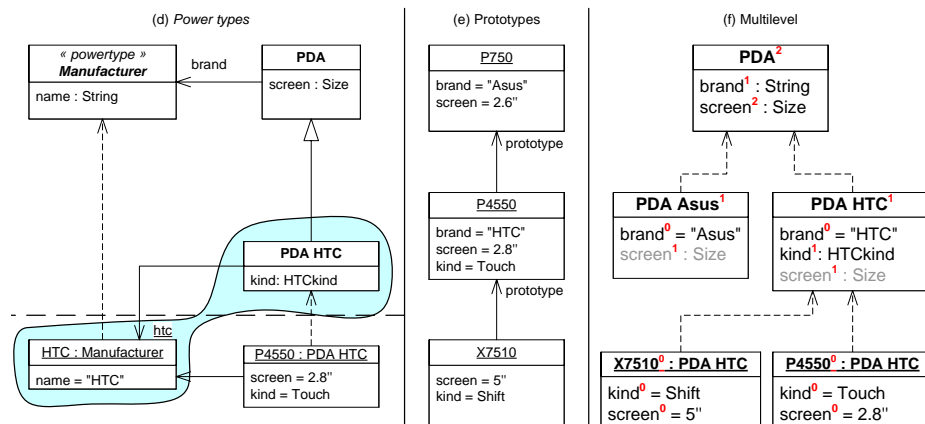 (d) Power types
« powertype »
Manufacturer
name : String
brand
PDA
screen : Size
PDA HTC
kind: HTCkind
htc
HTC : Manufacturer
name = "HTC"
P4550 : PDA HTC
screen = 2.8"
kind = Touch
(e) Prototypes
P750
brand = "Asus"
screen = 2.6"
prototype
P4550
brand = "HTC"
screen = 2.8"
kind = Touch
prototype
X7510
screen = 5"
kind = Shift
(f) Multilevel
PDA²
brand¹ : String
screen² : Size
PDA Asus¹
brand⁰ = "Asus"
screen¹ : Size
PDA HTC¹
brand⁰ = "HTC"
kind¹: HTCkind
screen¹ : Size
X7510⁰ : PDA HTC
kind⁰ = Shift
screen⁰ = 5"
P4550⁰ : PDA HTC
kind⁰ = Touch
screen⁰ = 2.8"